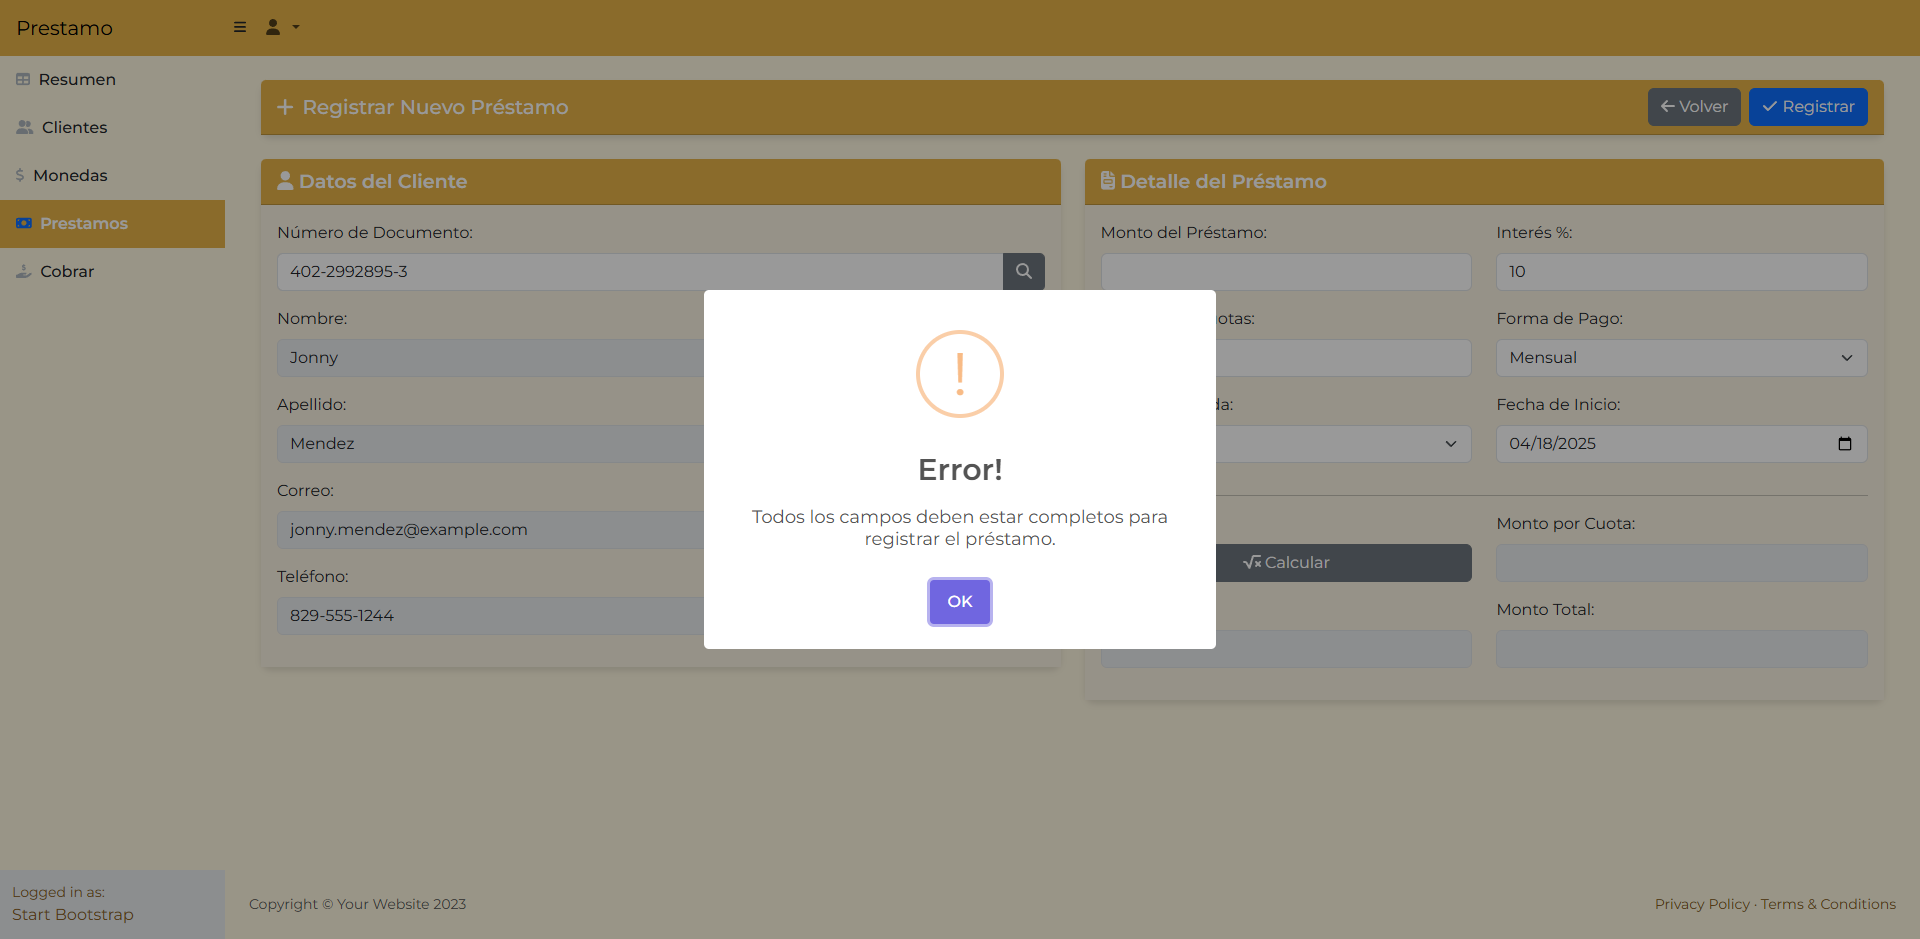 Prestamo
Resumen
Clientes
$ Monedas
Prestamos
Cobrar
Logged in as:
Start Bootstrap
Registrar Nuevo Préstamo
Volver
Registrar
Datos del Cliente
Número de Documento:
402-2992895-3
Nombre:
Jonny
Apellido:
Mendez
Correo:
jonny.mendez@example.com
Teléfono:
829-555-1244
Detalle del Préstamo
Monto del Préstamo:
Interés %:
10
Forma de Pago:
Mensual
Fecha de Inicio:
04/18/2025
Calcular
Monto por Cuota:
Monto Total:
!
Error!
Todos los campos deben estar completos para
registrar el préstamo.
OK
Copyright © Your Website 2023
Privacy Policy · Terms & Conditions